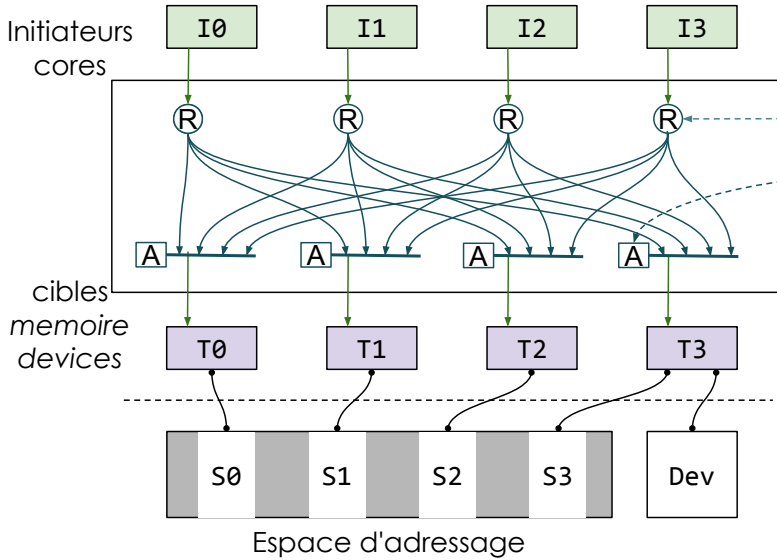 Initiateurs
cores
I0 I1 I2 I3
R R R R
A A A A
cibles
memoire
devices
T0 T1 T2 T3
S0 S1 S2 S3 Dev
Espace d'adressage